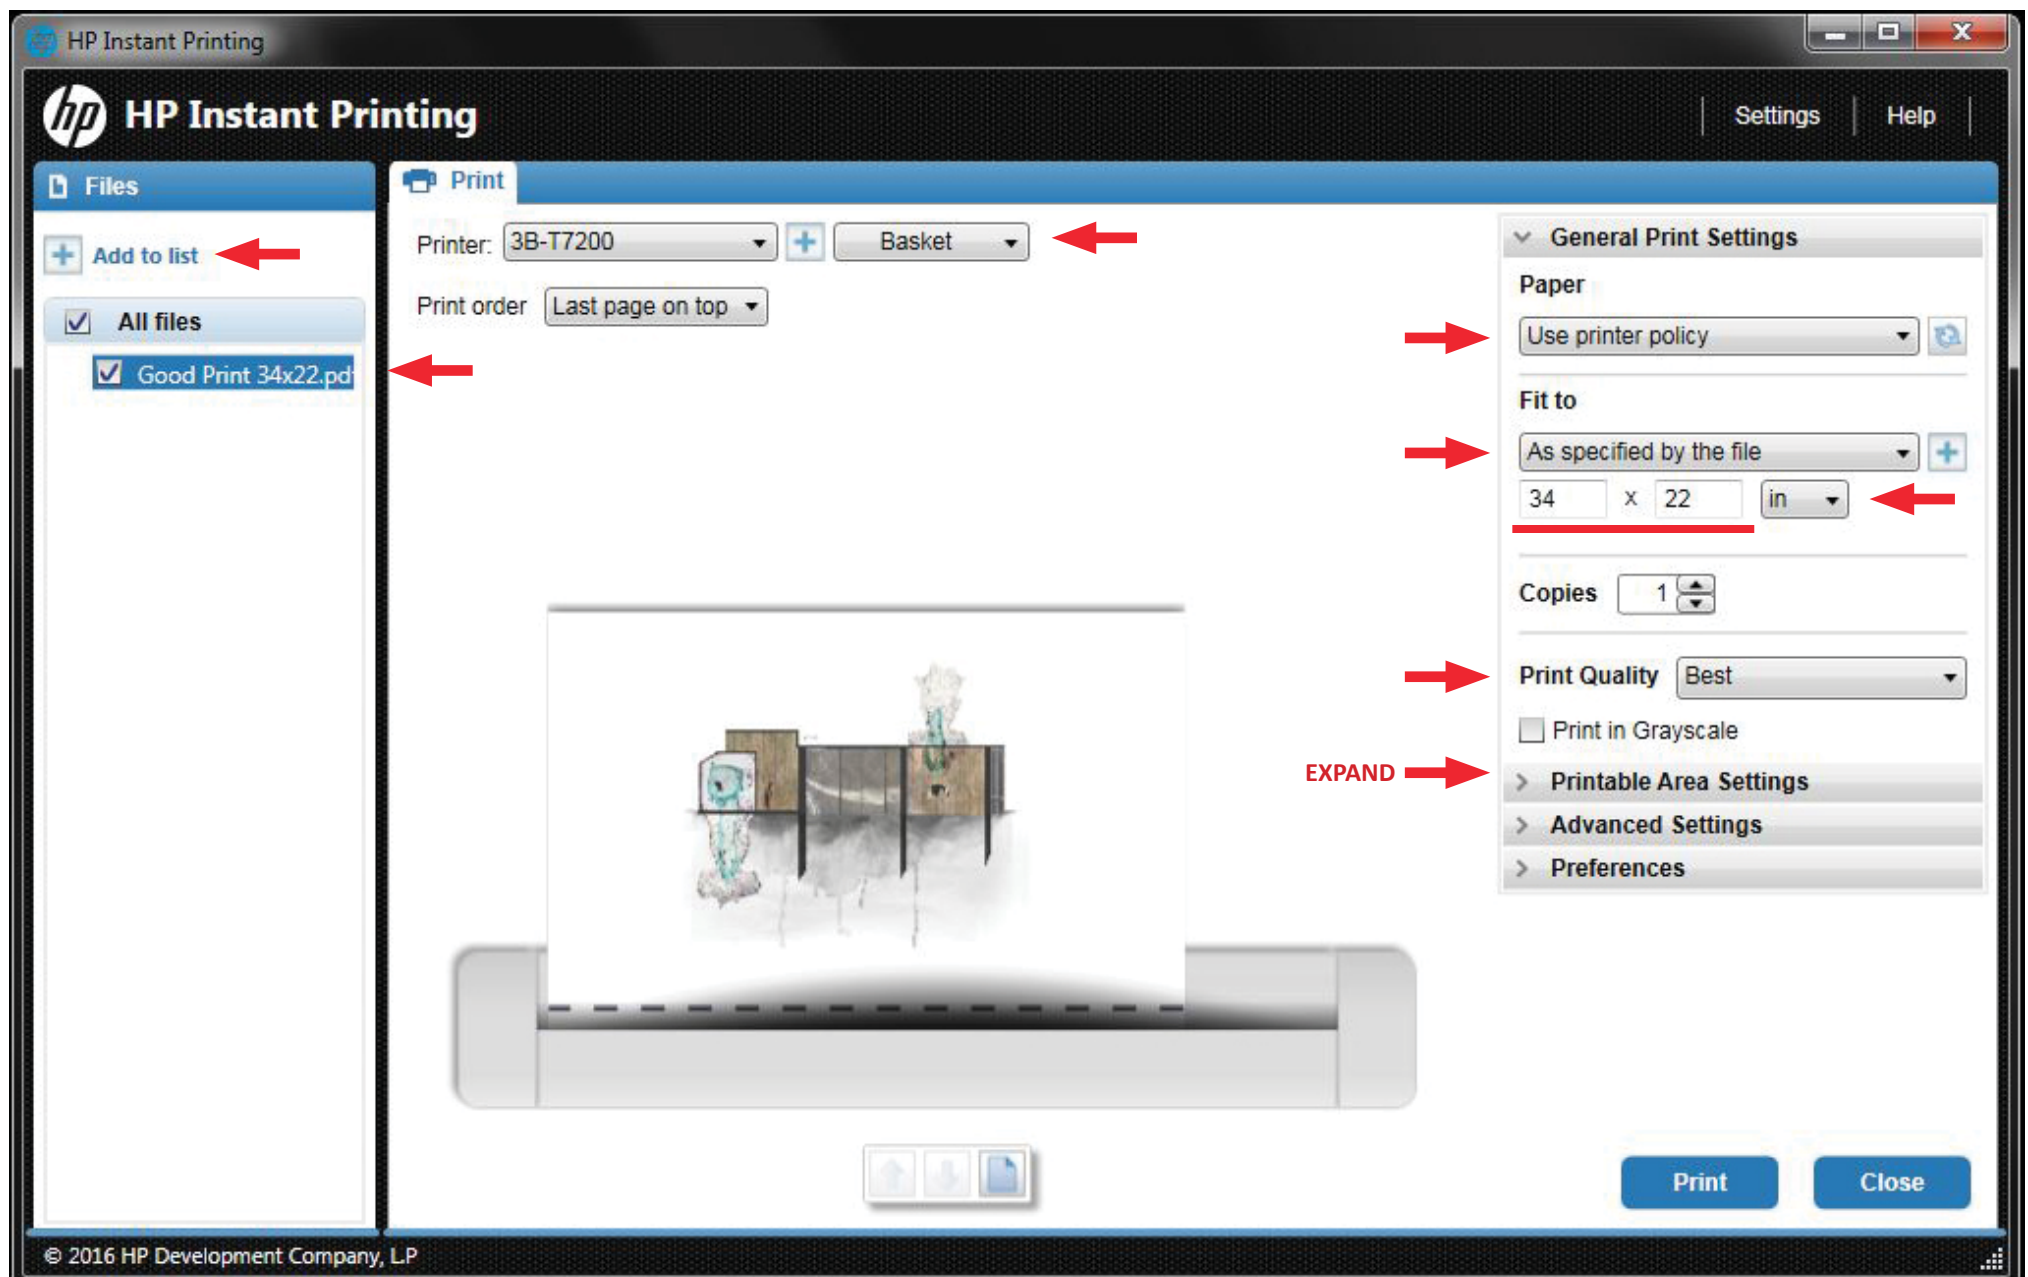 HP Instant Printing
hp HP Instant Printing
Settings Help
Files
Add to list
All files
Good Print 34x22.pdf
Print
Printer: 3B-T7200 Basket
Print order Last page on top
General Print Settings
Paper
Use printer policy
Fit to
As specified by the file
34 x 22 in
Copies 1
Print Quality Best
Print in Grayscale
EXPAND
Printable Area Settings
Advanced Settings
Preferences
Print Close
© 2016 HP Development Company, L.P